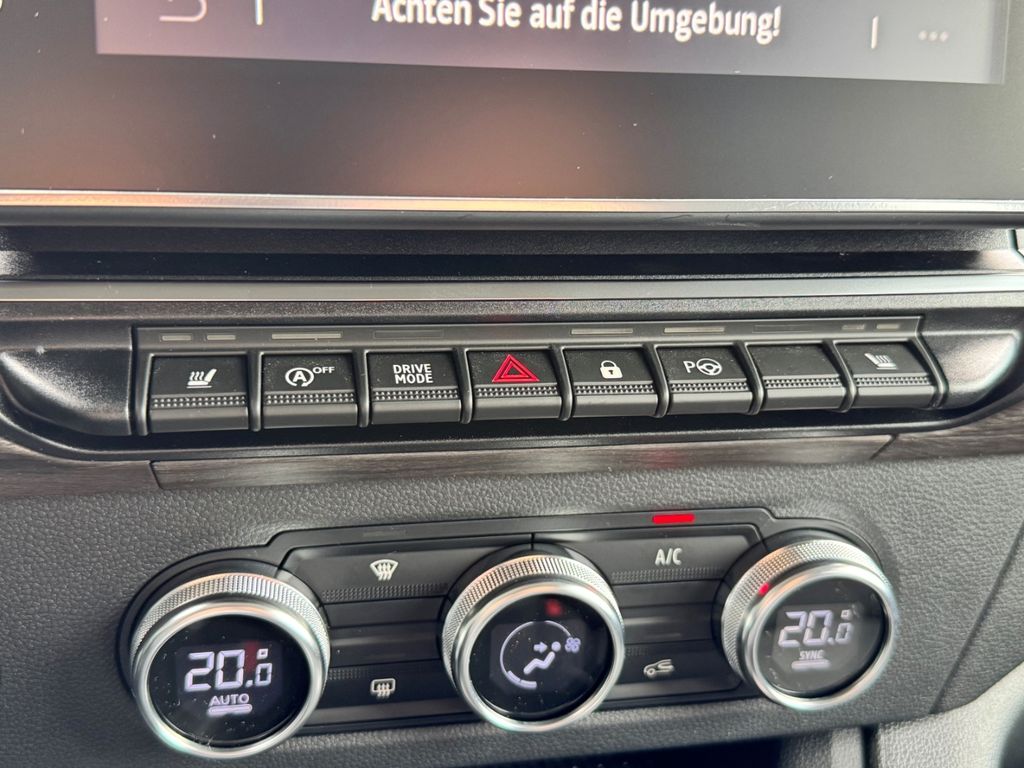 Achten Sie auf die Umgebung!
A OFF
DRIVE
MODE
P
A/C
20.0°
AUTO
20.0°
SYNC